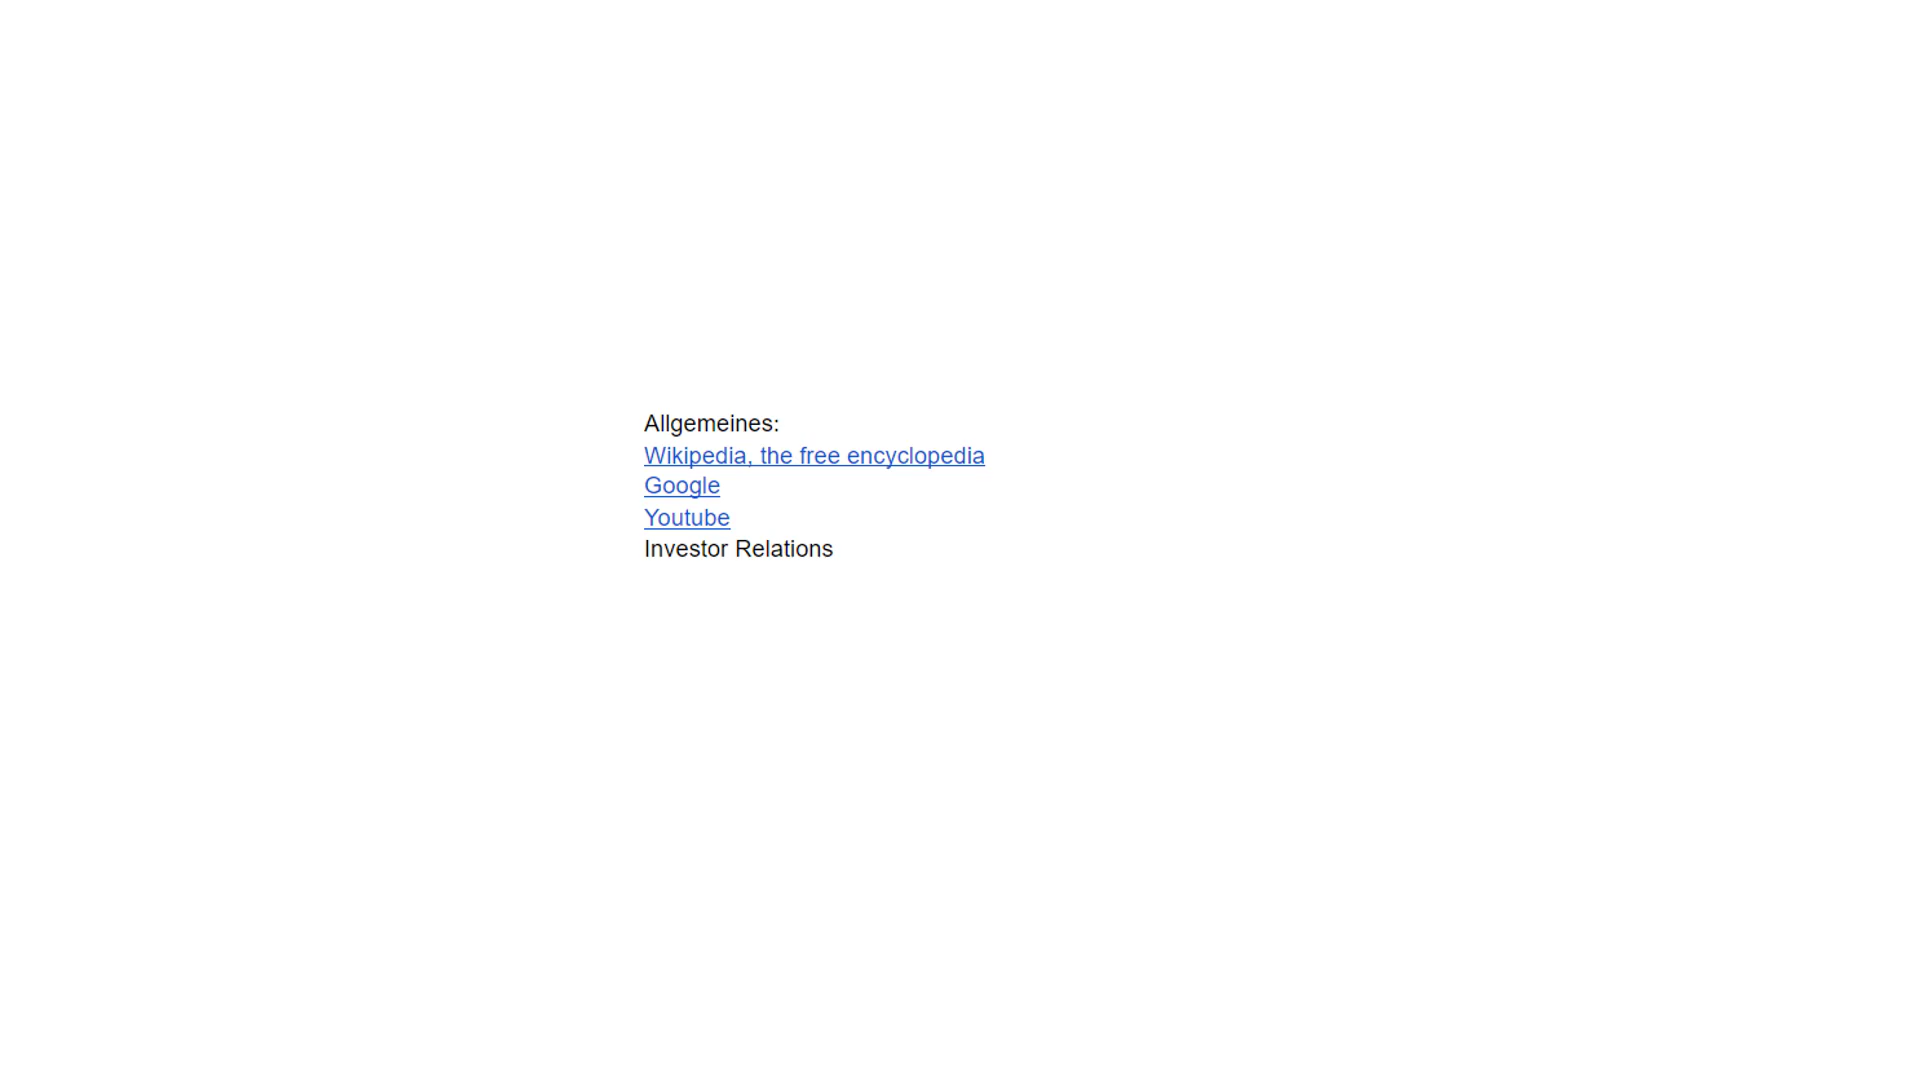 Allgemeines:
Wikipedia, the free encyclopedia
Google
Youtube
Investor Relations